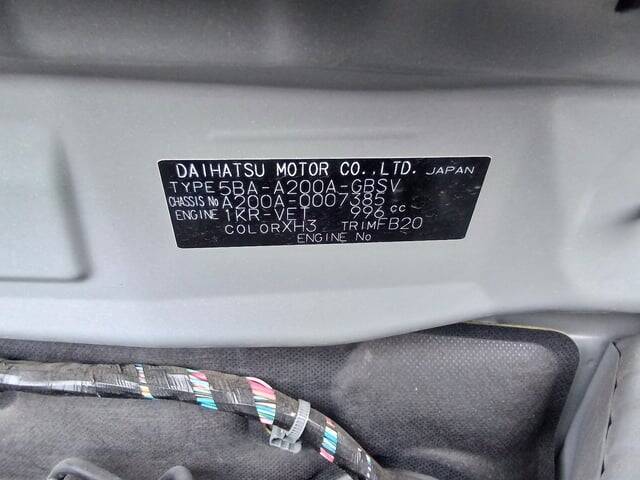 DAIHATSU MOTOR CO.,LTD. JAPAN
TYPE 5BA-A200A-GBSV
CHASSIS No A200A-0007385
ENGINE 1KR-VET 996 cc
COLOR XH3 TRIM FB20
ENGINE No